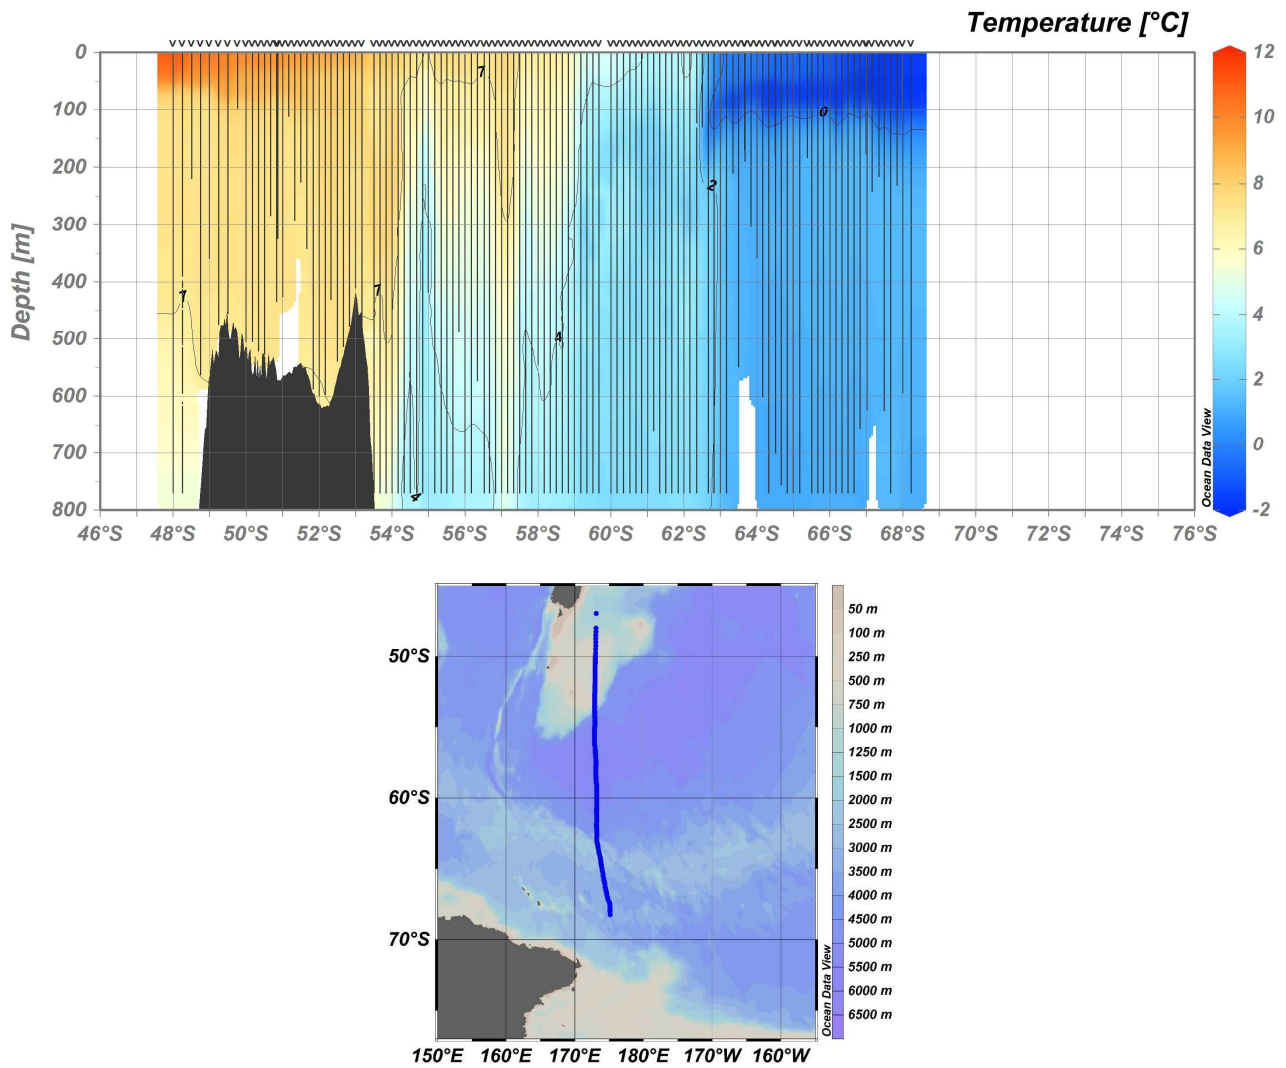 Temperature [°C]
0
100
200
300
400
500
600
700
800
Depth [m]
46°S
48°S
50°S
52°S
54°S
56°S
58°S
60°S
62°S
64°S
66°S
68°S
70°S
72°S
74°S
76°S
7
7
7
4
4
2
0
Ocean Data View
12
10
8
6
4
2
0
-2
50°S
60°S
70°S
150°E
160°E
170°E
180°E
170°W
160°W
Ocean Data View
50 m
100 m
250 m
500 m
750 m
1000 m
1250 m
1500 m
2000 m
2500 m
3000 m
3500 m
4000 m
4500 m
5000 m
5500 m
6000 m
6500 m